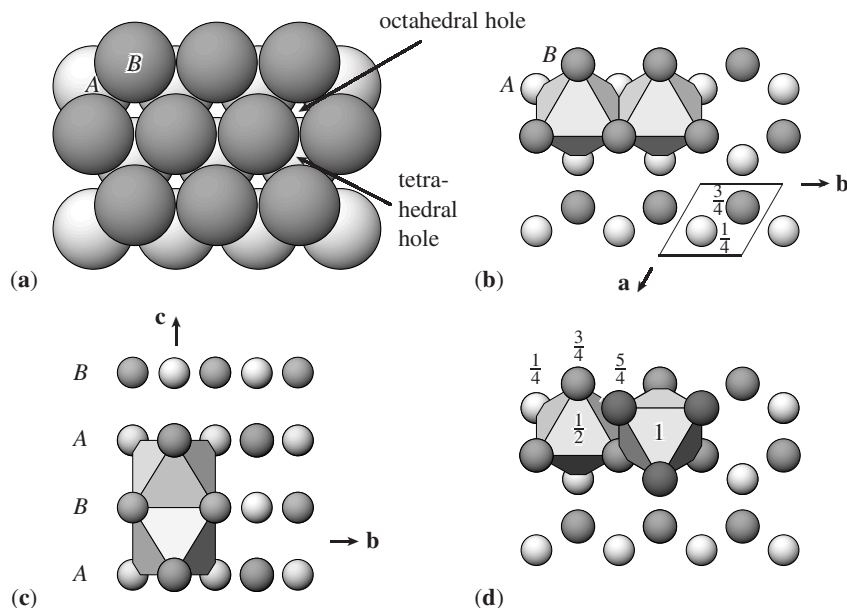 octahedral hole
B
A
tetra-
hedral
hole
(a)
B
A
b
3/4
1/4
a
(b)
c
B
A
B
A
b
(c)
1/4
3/4
5/4
1/2
1
(d)